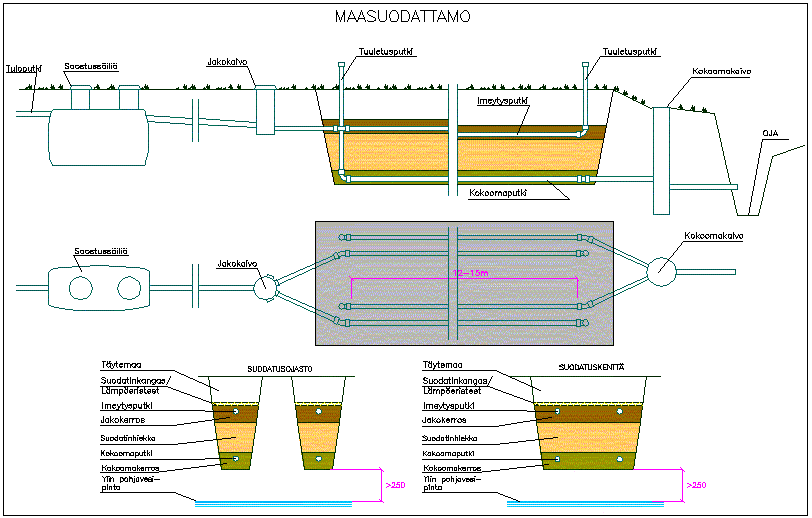 MAASUODATTAMO
Tuloputki
Saostussäiliö
Jakokaivo
Tuuletusputki
Tuuletusputki
Kokoomakaivo
Imeytysputki
OJA
Kokoomaputki
Saostussäiliö
Jakokaivo
Kokoomakaivo
12-15m
Täytemaa
Suodatinkangas/
Lämpöeristeet
Imeytysputki
Jakokerros
Suodatinhiekka
Kokoomaputki
Kokoomakerros
Ylin pohjavesi-
pinta
SUODATUSOJASTO
>250
Täytemaa
Suodatinkangas/
Lämpöeristeet
Imeytysputki
Jakokerros
Suodatinhiekka
Kokoomaputki
Kokoomakerros
Ylin pohjavesi-
pinta
SUODATUSKENTTÄ
>250